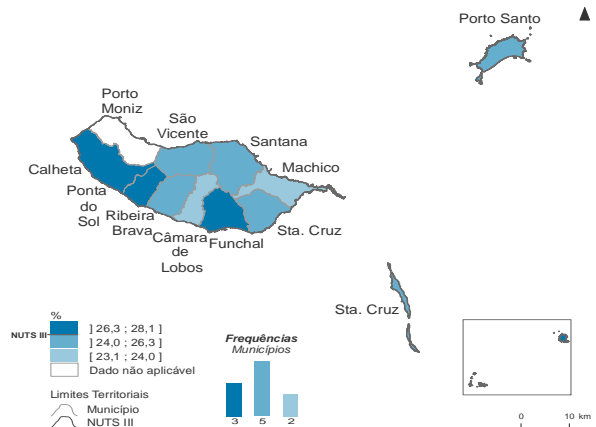 Porto Santo
Porto
Moniz
São
Vicente
Santana
Machico
Calheta
Ponta
do
Sol
Ribeira
Brava
Câmara
de
Lobos
Funchal
Sta. Cruz
Sta. Cruz
%
NUTS III
] 26,3 ; 28,1 ]
] 24,0 ; 26,3 ]
[ 23,1 ; 24,0 ]
Dado não aplicável
Limites Territoriais
Município
NUTS III
Frequências
Municípios
3 5 2
0 10 km